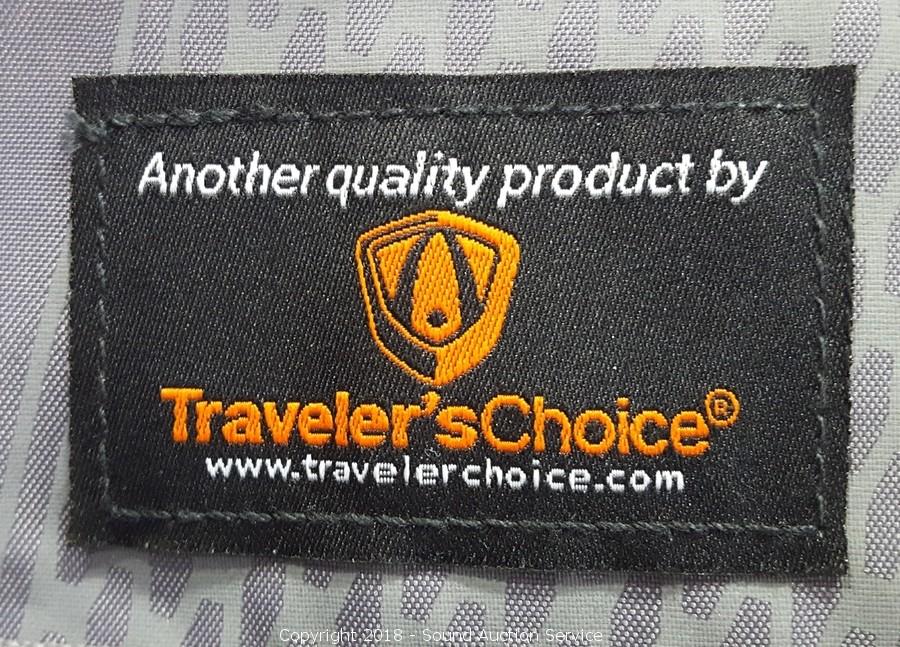 Another quality product by
Traveler'sChoice®
www.travelerchoice.com
Copyright 2018 - Sound Auction Service